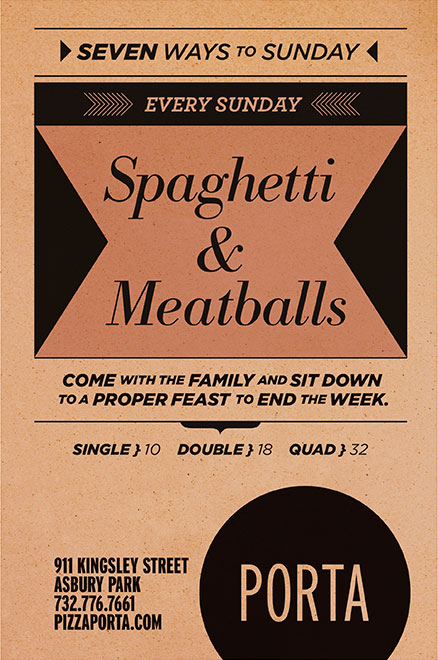 SEVEN WAYS TO SUNDAY
EVERY SUNDAY
Spaghetti
&
Meatballs
COME WITH THE FAMILY AND SIT DOWN
TO A PROPER FEAST TO END THE WEEK.
SINGLE } 10 DOUBLE } 18 QUAD } 32
911 KINGSLEY STREET
ASBURY PARK
732.776.7661
PIZZAPORTA.COM
PORTA